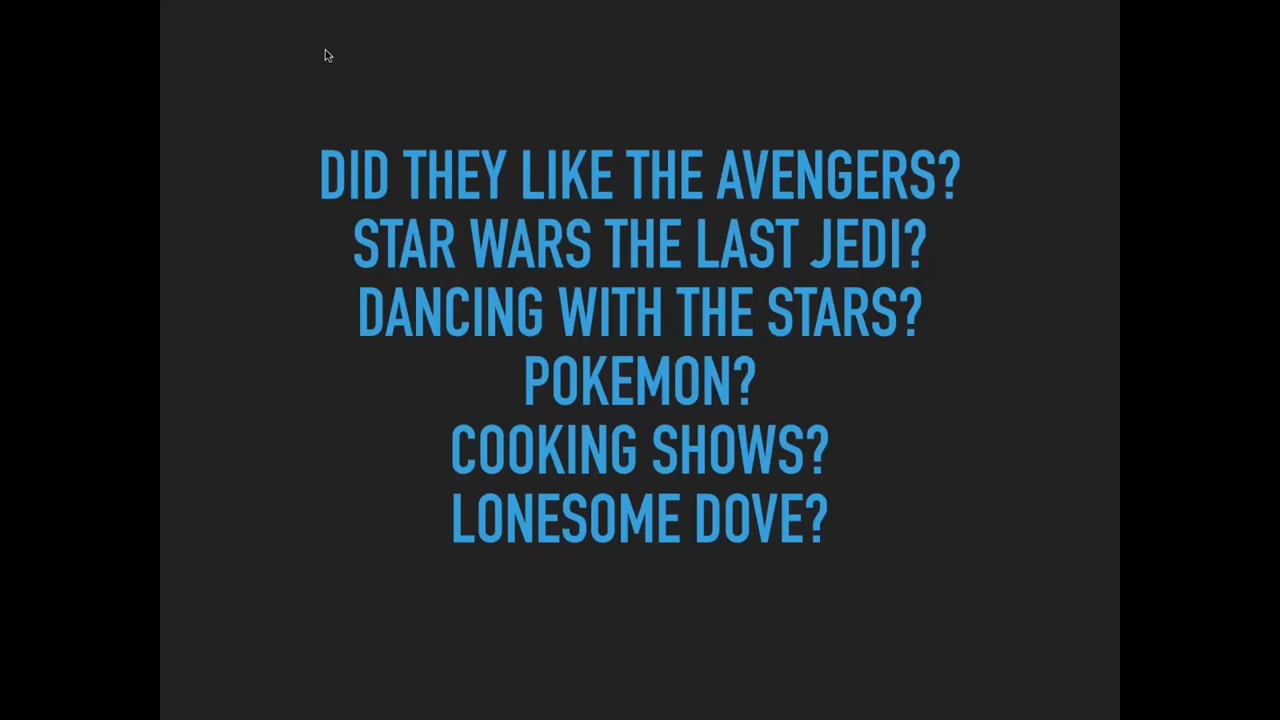 DID THEY LIKE THE AVENGERS?
STAR WARS THE LAST JEDI?
DANCING WITH THE STARS?
POKEMON?
COOKING SHOWS?
LONESOME DOVE?